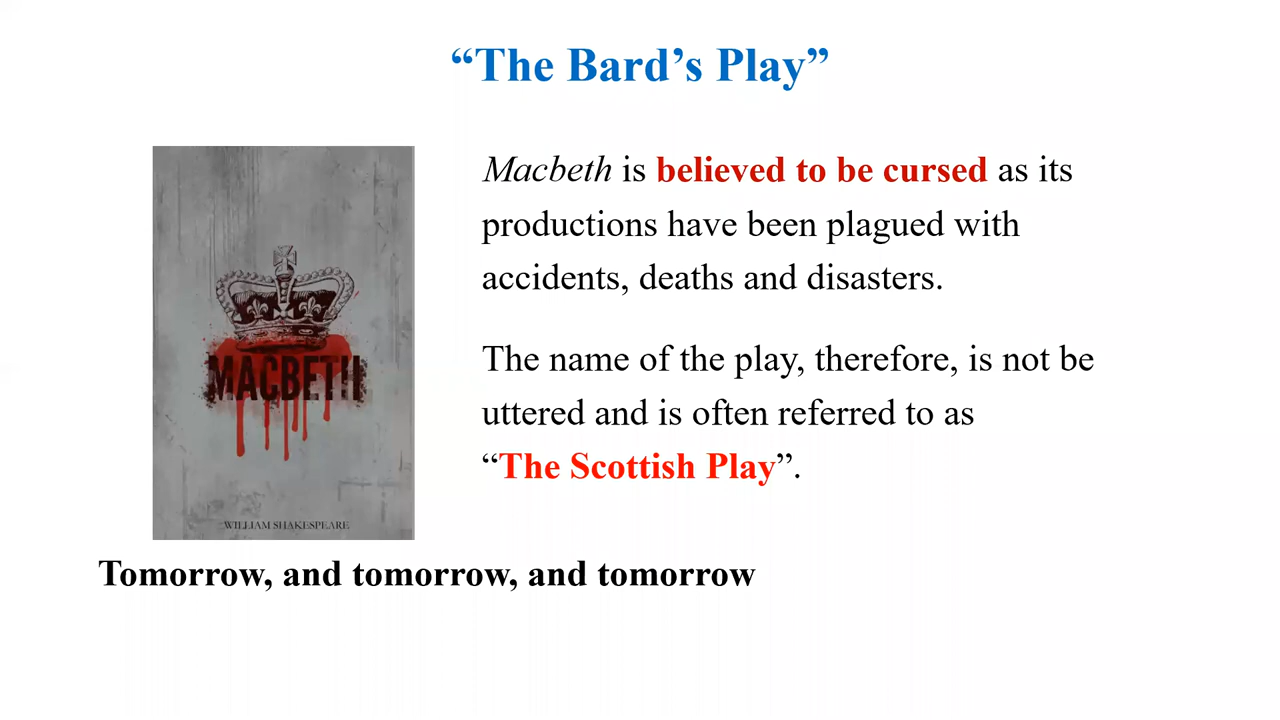 “The Bard’s Play”
Macbeth is believed to be cursed as its
productions have been plagued with
accidents, deaths and disasters.
The name of the play, therefore, is not be
uttered and is often referred to as
“The Scottish Play”.
MACBETH
WILLIAM SHAKESPEARE
Tomorrow, and tomorrow, and tomorrow